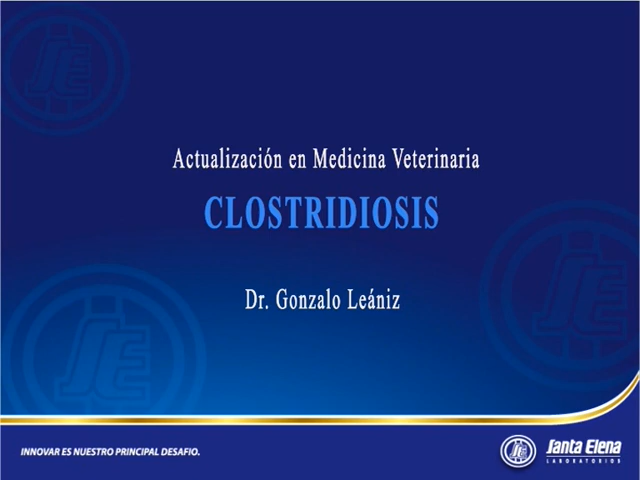 Actualización en Medicina Veterinaria
CLOSTRIDIOSIS
Dr. Gonzalo Leániz
INNOVAR ES NUESTRO PRINCIPAL DESAFIO.
Santa Elena
LABORATORIOS